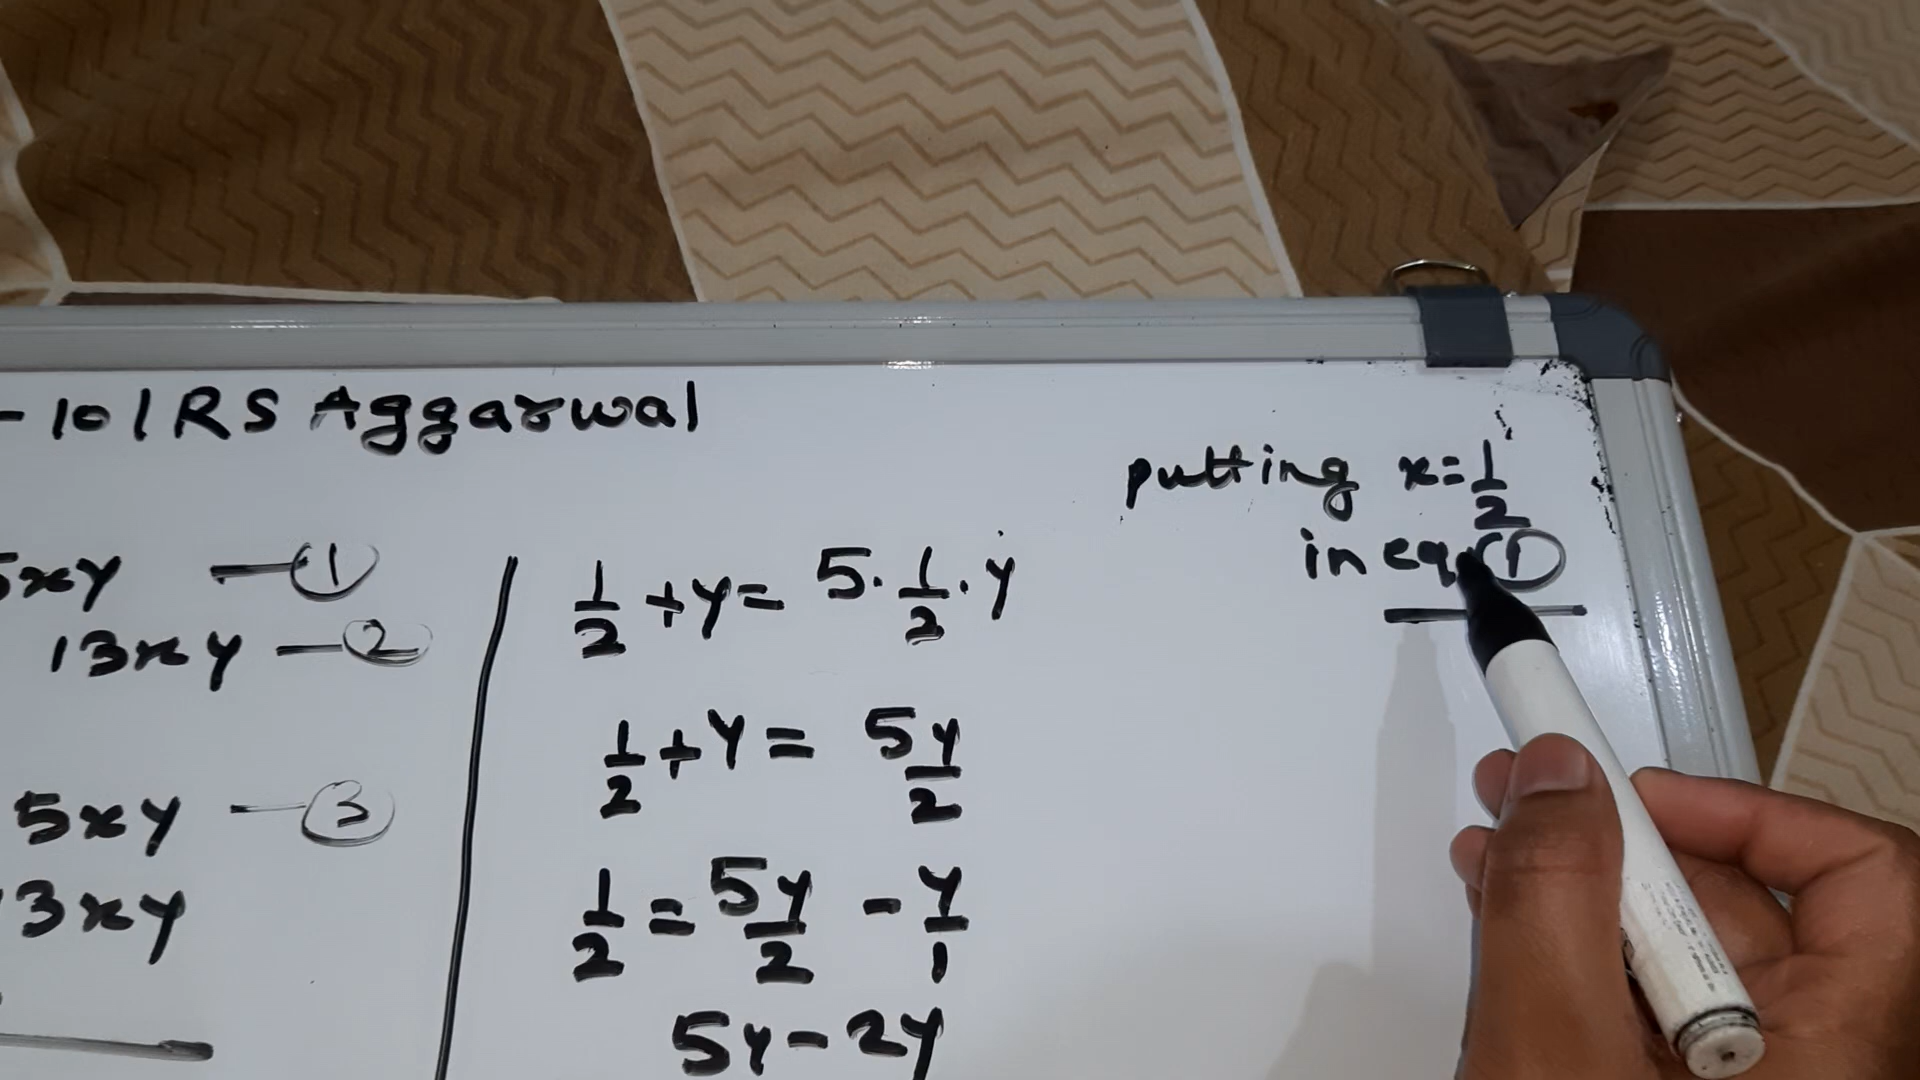 -10 | RS Aggarwal
5xy — ①
13xy — ②
5xy — ③
3xy
1/2 + y = 5 . 1/2 . y
1/2 + y = 5y/2
1/2 = 5y/2 - y/1
5y - 2y
putting x = 1/2
in eq ①